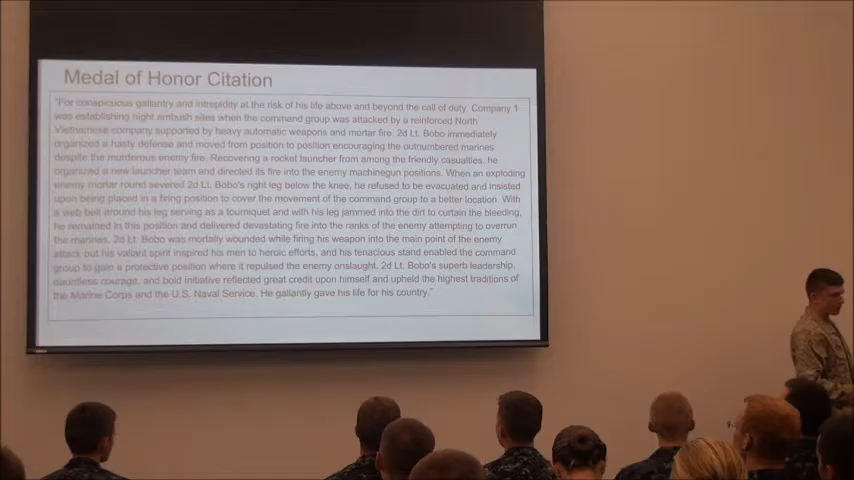 Medal of Honor Citation
"For conspicuous gallantry and intrepidity at the risk of his life above and beyond the call of duty. Company 1
was establishing night ambush sites when the command group was attacked by a reinforced North
Vietnamese company supported by heavy automatic weapons and mortar fire. 2d Lt. Bobo immediately
organized a hasty defense and moved from position to position encouraging the outnumbered marines
despite the murderous enemy fire. Recovering a rocket launcher from among the friendly casualties, he
organized a new launcher team and directed its fire into the enemy machinegun positions. When an exploding
enemy mortar round severed 2d Lt. Bobo's right leg below the knee, he refused to be evacuated and insisted
upon being placed in a firing position to cover the movement of the command group to a better location. With
a web belt around his leg serving as a tourniquet and with his leg jammed into the dirt to curtain the bleeding,
he remained in this position and delivered devastating fire into the ranks of the enemy attempting to overrun
the marines. 2d Lt. Bobo was mortally wounded while firing his weapon into the main point of the enemy
attack but his valiant spirit inspired his men to heroic efforts, and his tenacious stand enabled the command
group to gain a protective position where it repulsed the enemy onslaught. 2d Lt. Bobo's superb leadership,
dauntless courage, and bold initiative reflected great credit upon himself and upheld the highest traditions of
the Marine Corps and the U.S. Naval Service. He gallantly gave his life for his country."